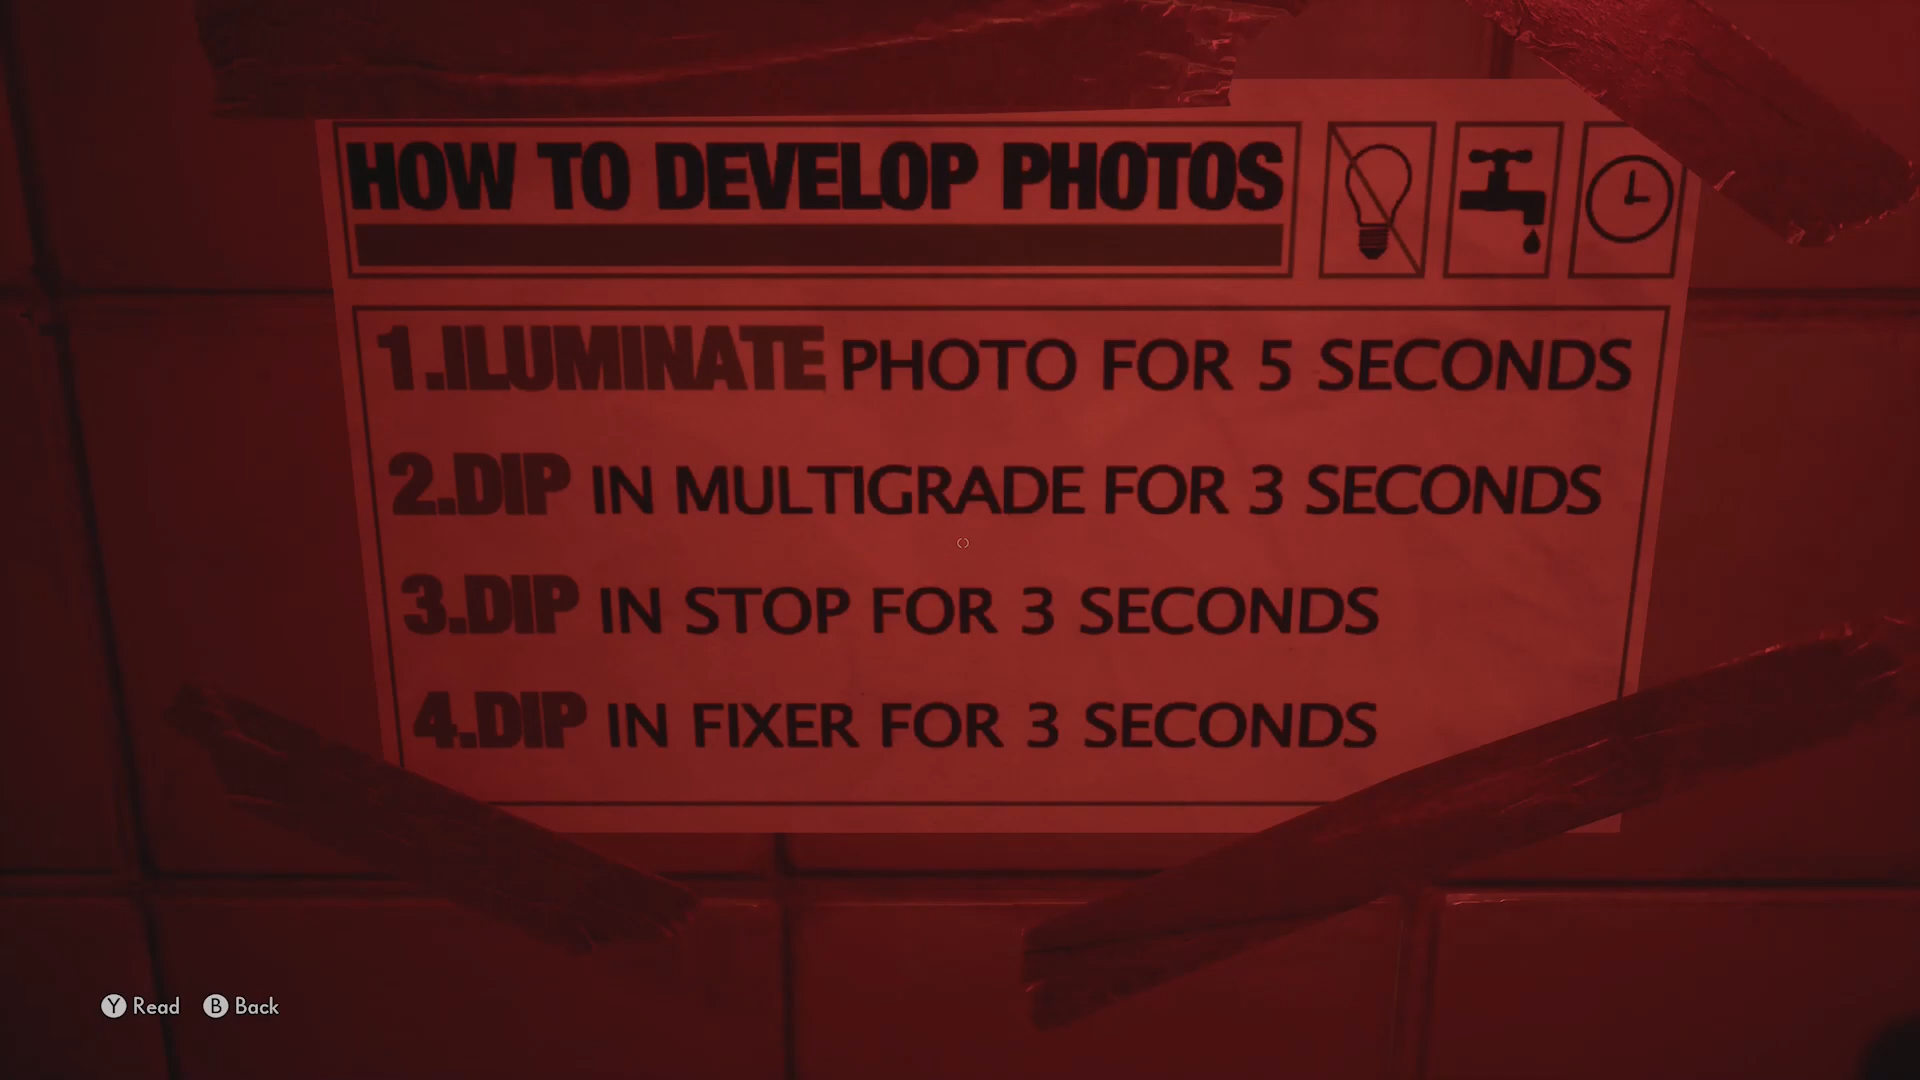 HOW TO DEVELOP PHOTOS
1.ILUMINATE PHOTO FOR 5 SECONDS
2.DIP IN MULTIGRADE FOR 3 SECONDS
3.DIP IN STOP FOR 3 SECONDS
4.DIP IN FIXER FOR 3 SECONDS
Y Read B Back